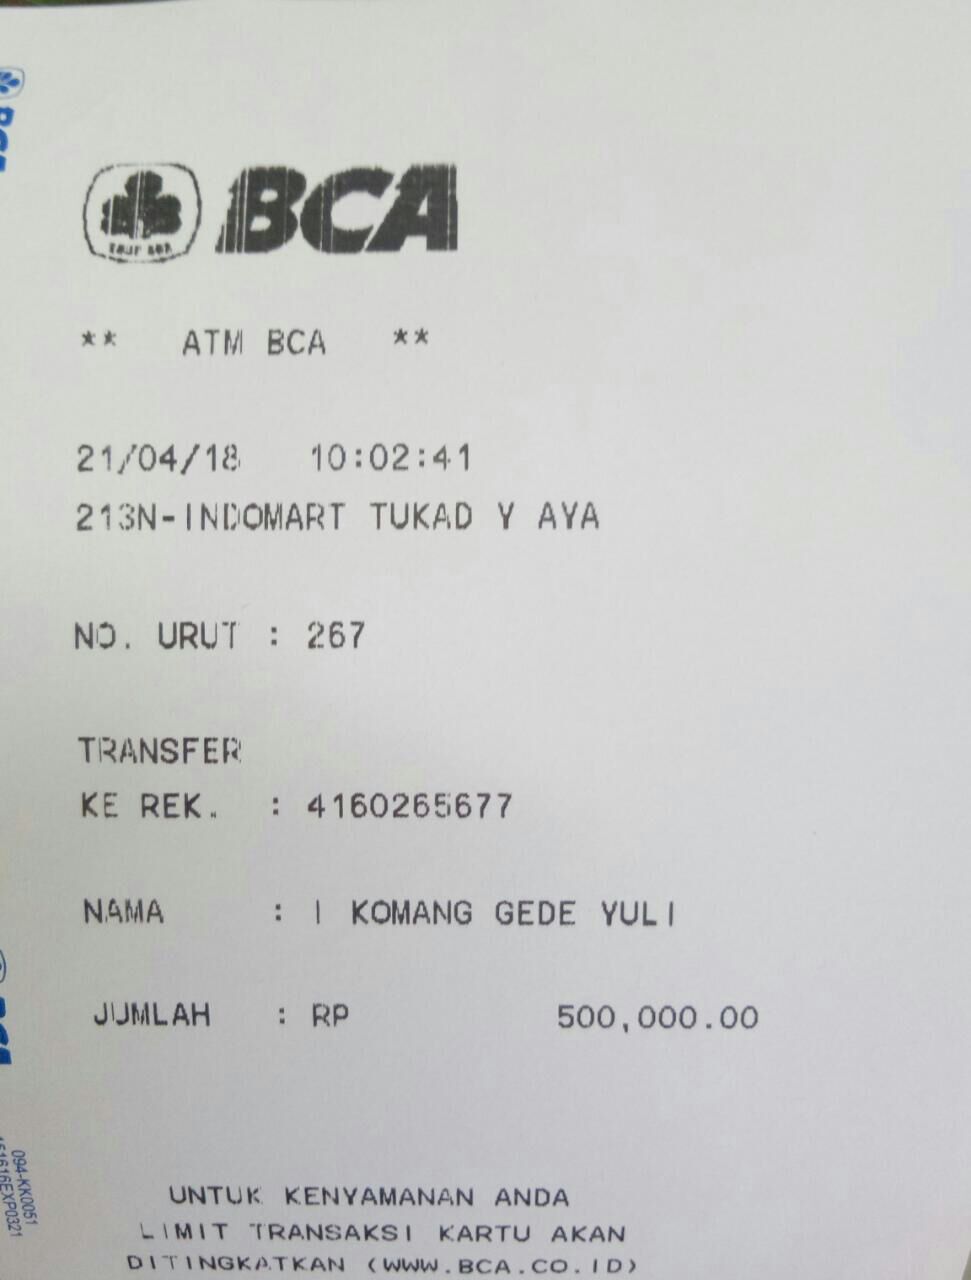 BCA
BCA
** ATM BCA **
21/04/18 10:02:41
213N-INDOMART TUKAD Y AYA
NO. URUT : 267
TRANSFER
KE REK. : 4160265677
NAMA : I KOMANG GEDE YULI
JUMLAH : RP 500,000.00
BCA
094-KK0051
UNTUK KENYAMANAN ANDA
LIMIT TRANSAKSI KARTU AKAN
DITINGKATKAN (WWW.BCA.CO.ID)